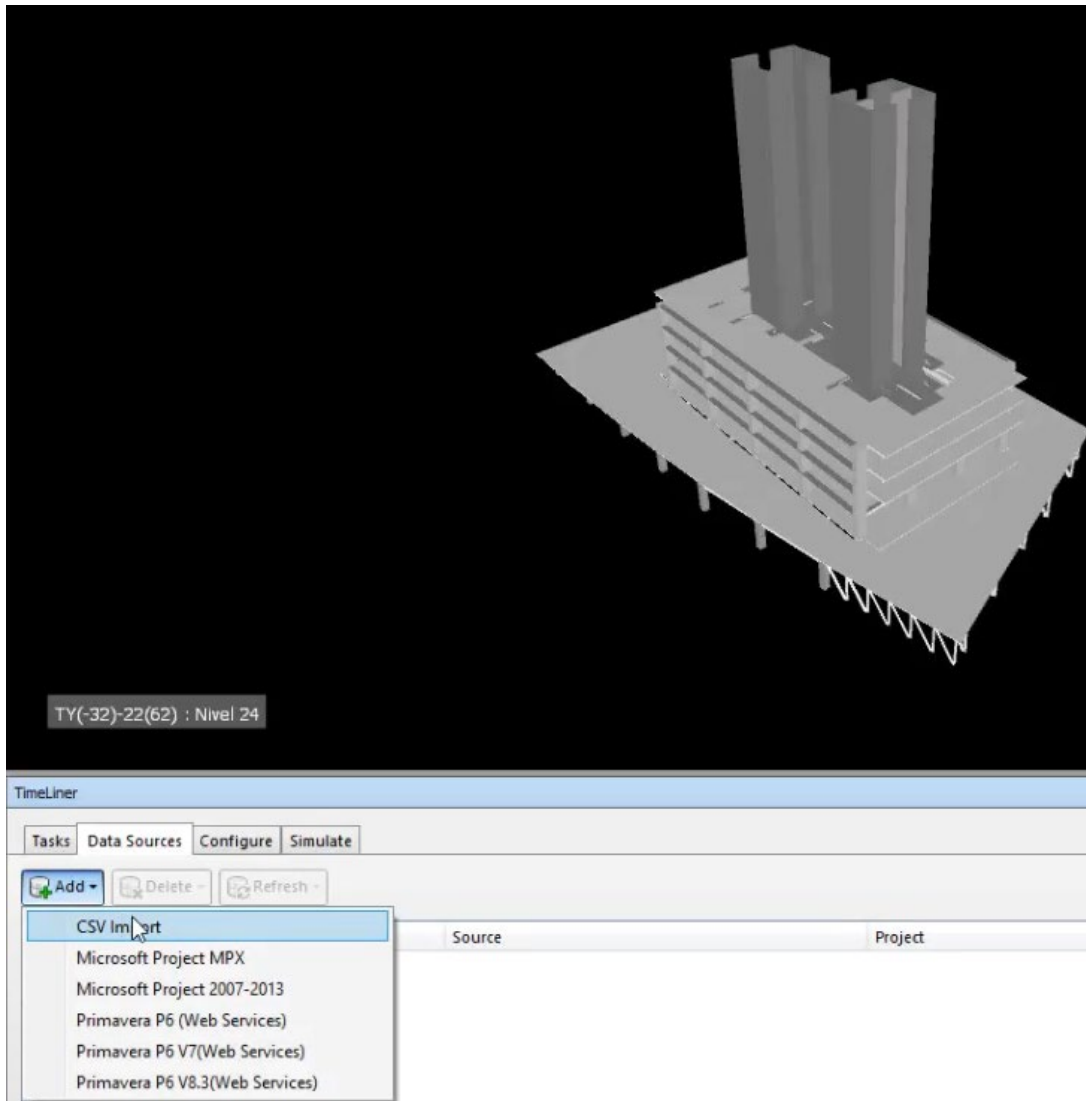 TY(-32)-22(62) : Nivel 24
TimeLiner
Tasks Data Sources Configure Simulate
Add Delete Refresh
CSV Import
Source Project
Microsoft Project MPX
Microsoft Project 2007-2013
Primavera P6 (Web Services)
Primavera P6 V7(Web Services)
Primavera P6 V8.3(Web Services)